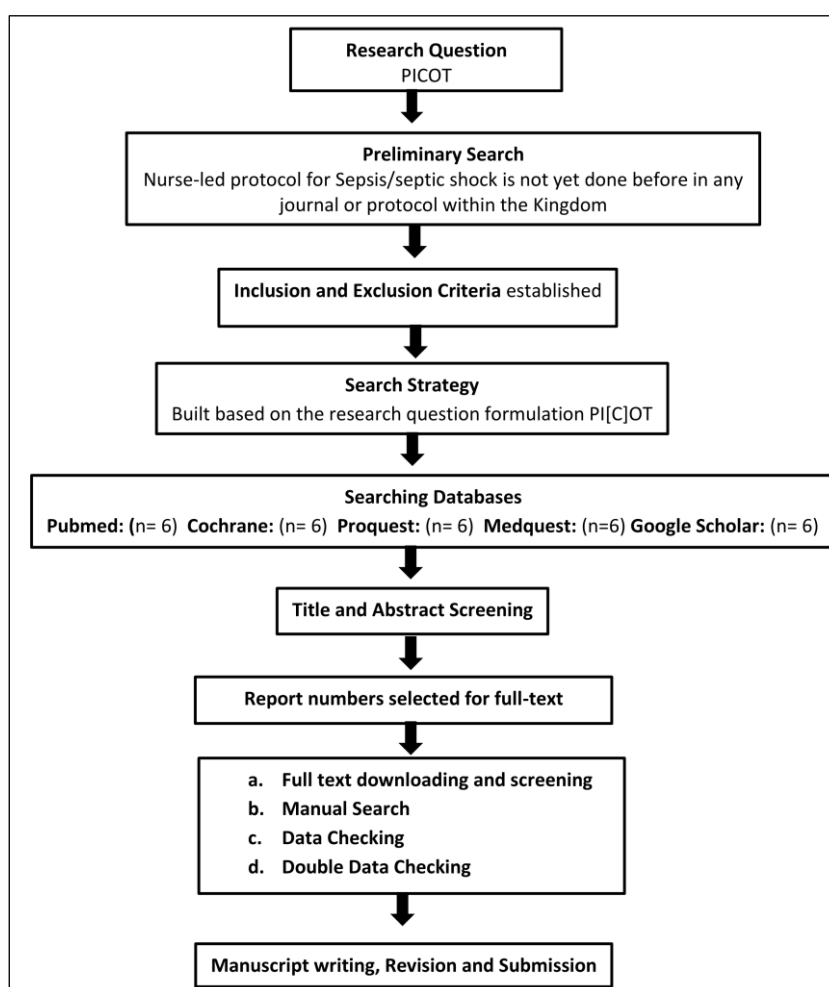 Research Question
PICOT
Preliminary Search
Nurse-led protocol for Sepsis/septic shock is not yet done before in any
journal or protocol within the Kingdom
Inclusion and Exclusion Criteria established
Search Strategy
Built based on the research question formulation PI[C]OT
Searching Databases
Pubmed: (n= 6) Cochrane: (n= 6) Proquest: (n= 6) Medquest: (n=6) Google Scholar: (n= 6)
Title and Abstract Screening
Report numbers selected for full-text
a. Full text downloading and screening
b. Manual Search
c. Data Checking
d. Double Data Checking
Manuscript writing, Revision and Submission